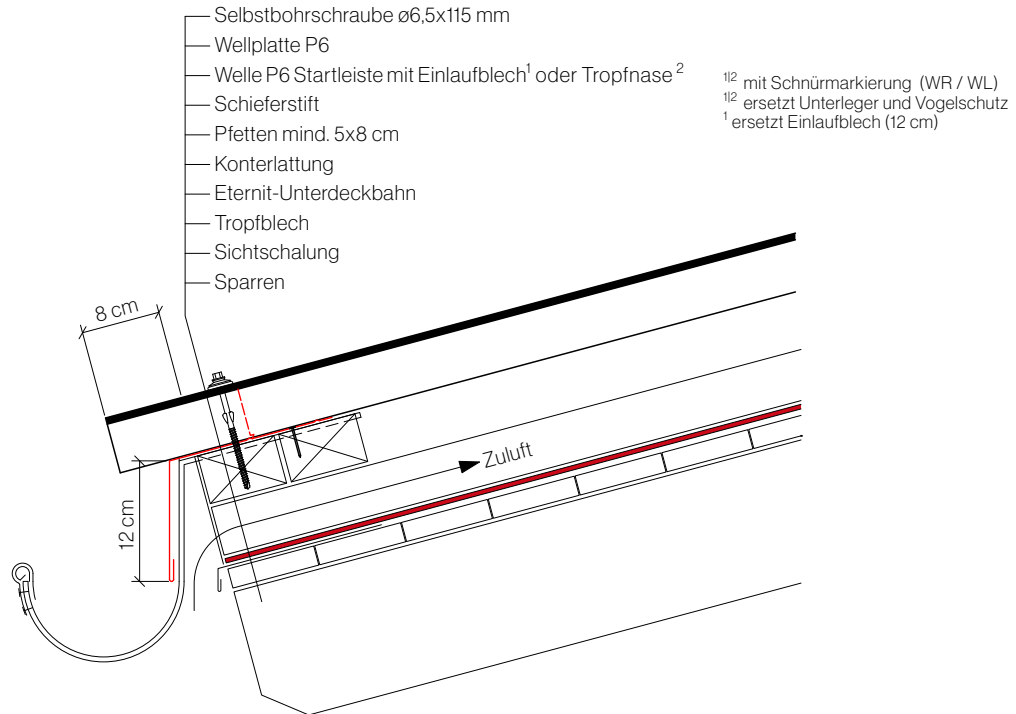 Selbstbohrschraube ø6,5x115 mm
Wellplatte P6
Welle P6 Startleiste mit Einlaufblech¹ oder Tropfnase ²
Schieferstift
Pfetten mind. 5x8 cm
Konterlattung
Eternit-Unterdeckbahn
Tropfblech
Sichtschalung
Sparren
¹|² mit Schnürmarkierung (WR / WL)
¹|² ersetzt Unterleger und Vogelschutz
¹ ersetzt Einlaufblech (12 cm)
8 cm
Zuluft
12 cm